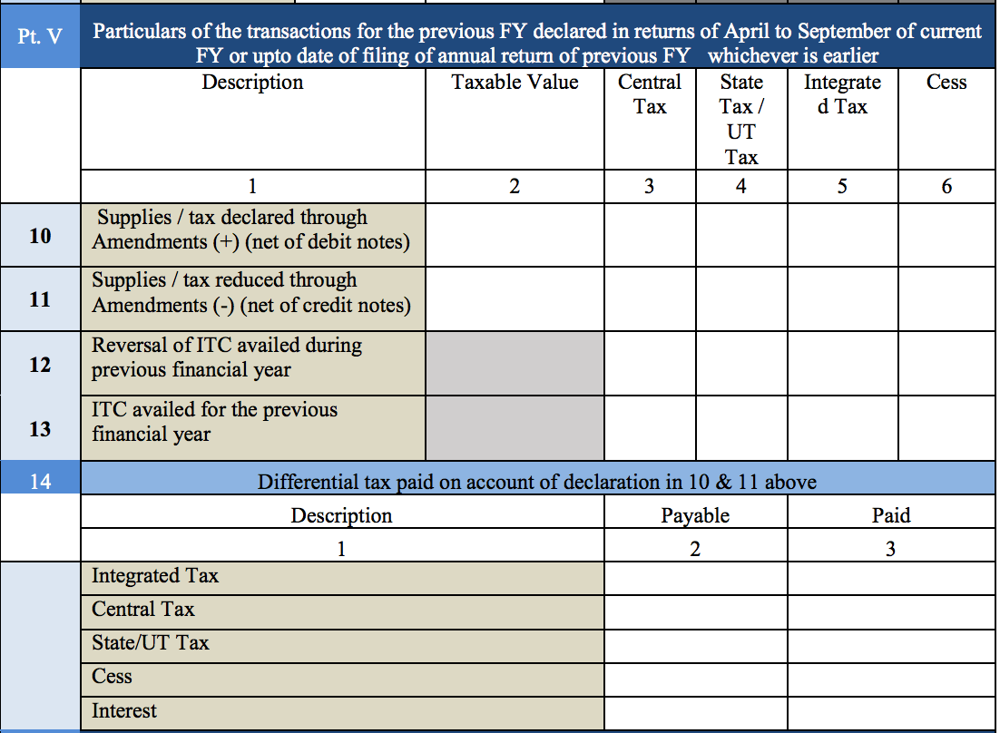 Pt. V
Particulars of the transactions for the previous FY declared in returns of April to September of current
FY or upto date of filing of annual return of previous FY whichever is earlier
Description Taxable Value Central State Integrate Cess
Tax Tax / d Tax
UT
Tax
1 2 3 4 5 6
10
Supplies / tax declared through
Amendments (+) (net of debit notes)
11
Supplies / tax reduced through
Amendments (-) (net of credit notes)
12
Reversal of ITC availed during
previous financial year
13
ITC availed for the previous
financial year
14 Differential tax paid on account of declaration in 10 & 11 above
Description Payable Paid
1 2 3
Integrated Tax
Central Tax
State/UT Tax
Cess
Interest